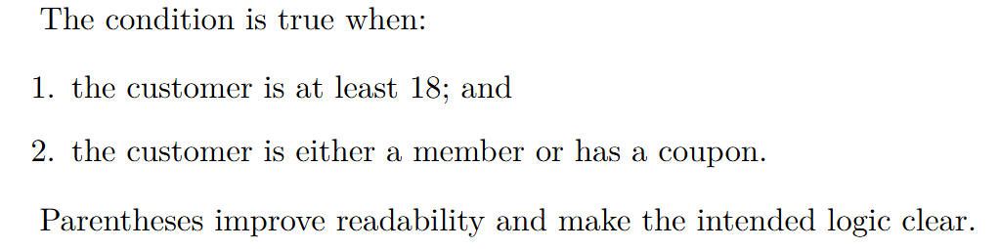 The condition is true when:
1. the customer is at least 18; and
2. the customer is either a member or has a coupon.
Parentheses improve readability and make the intended logic clear.